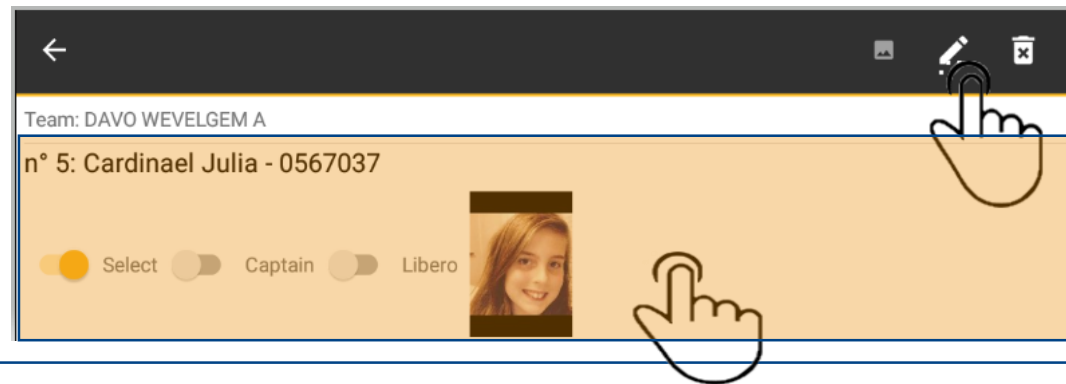 Team: DAVO WEVELGEM A
n° 5: Cardinael Julia - 0567037
Select Captain Libero